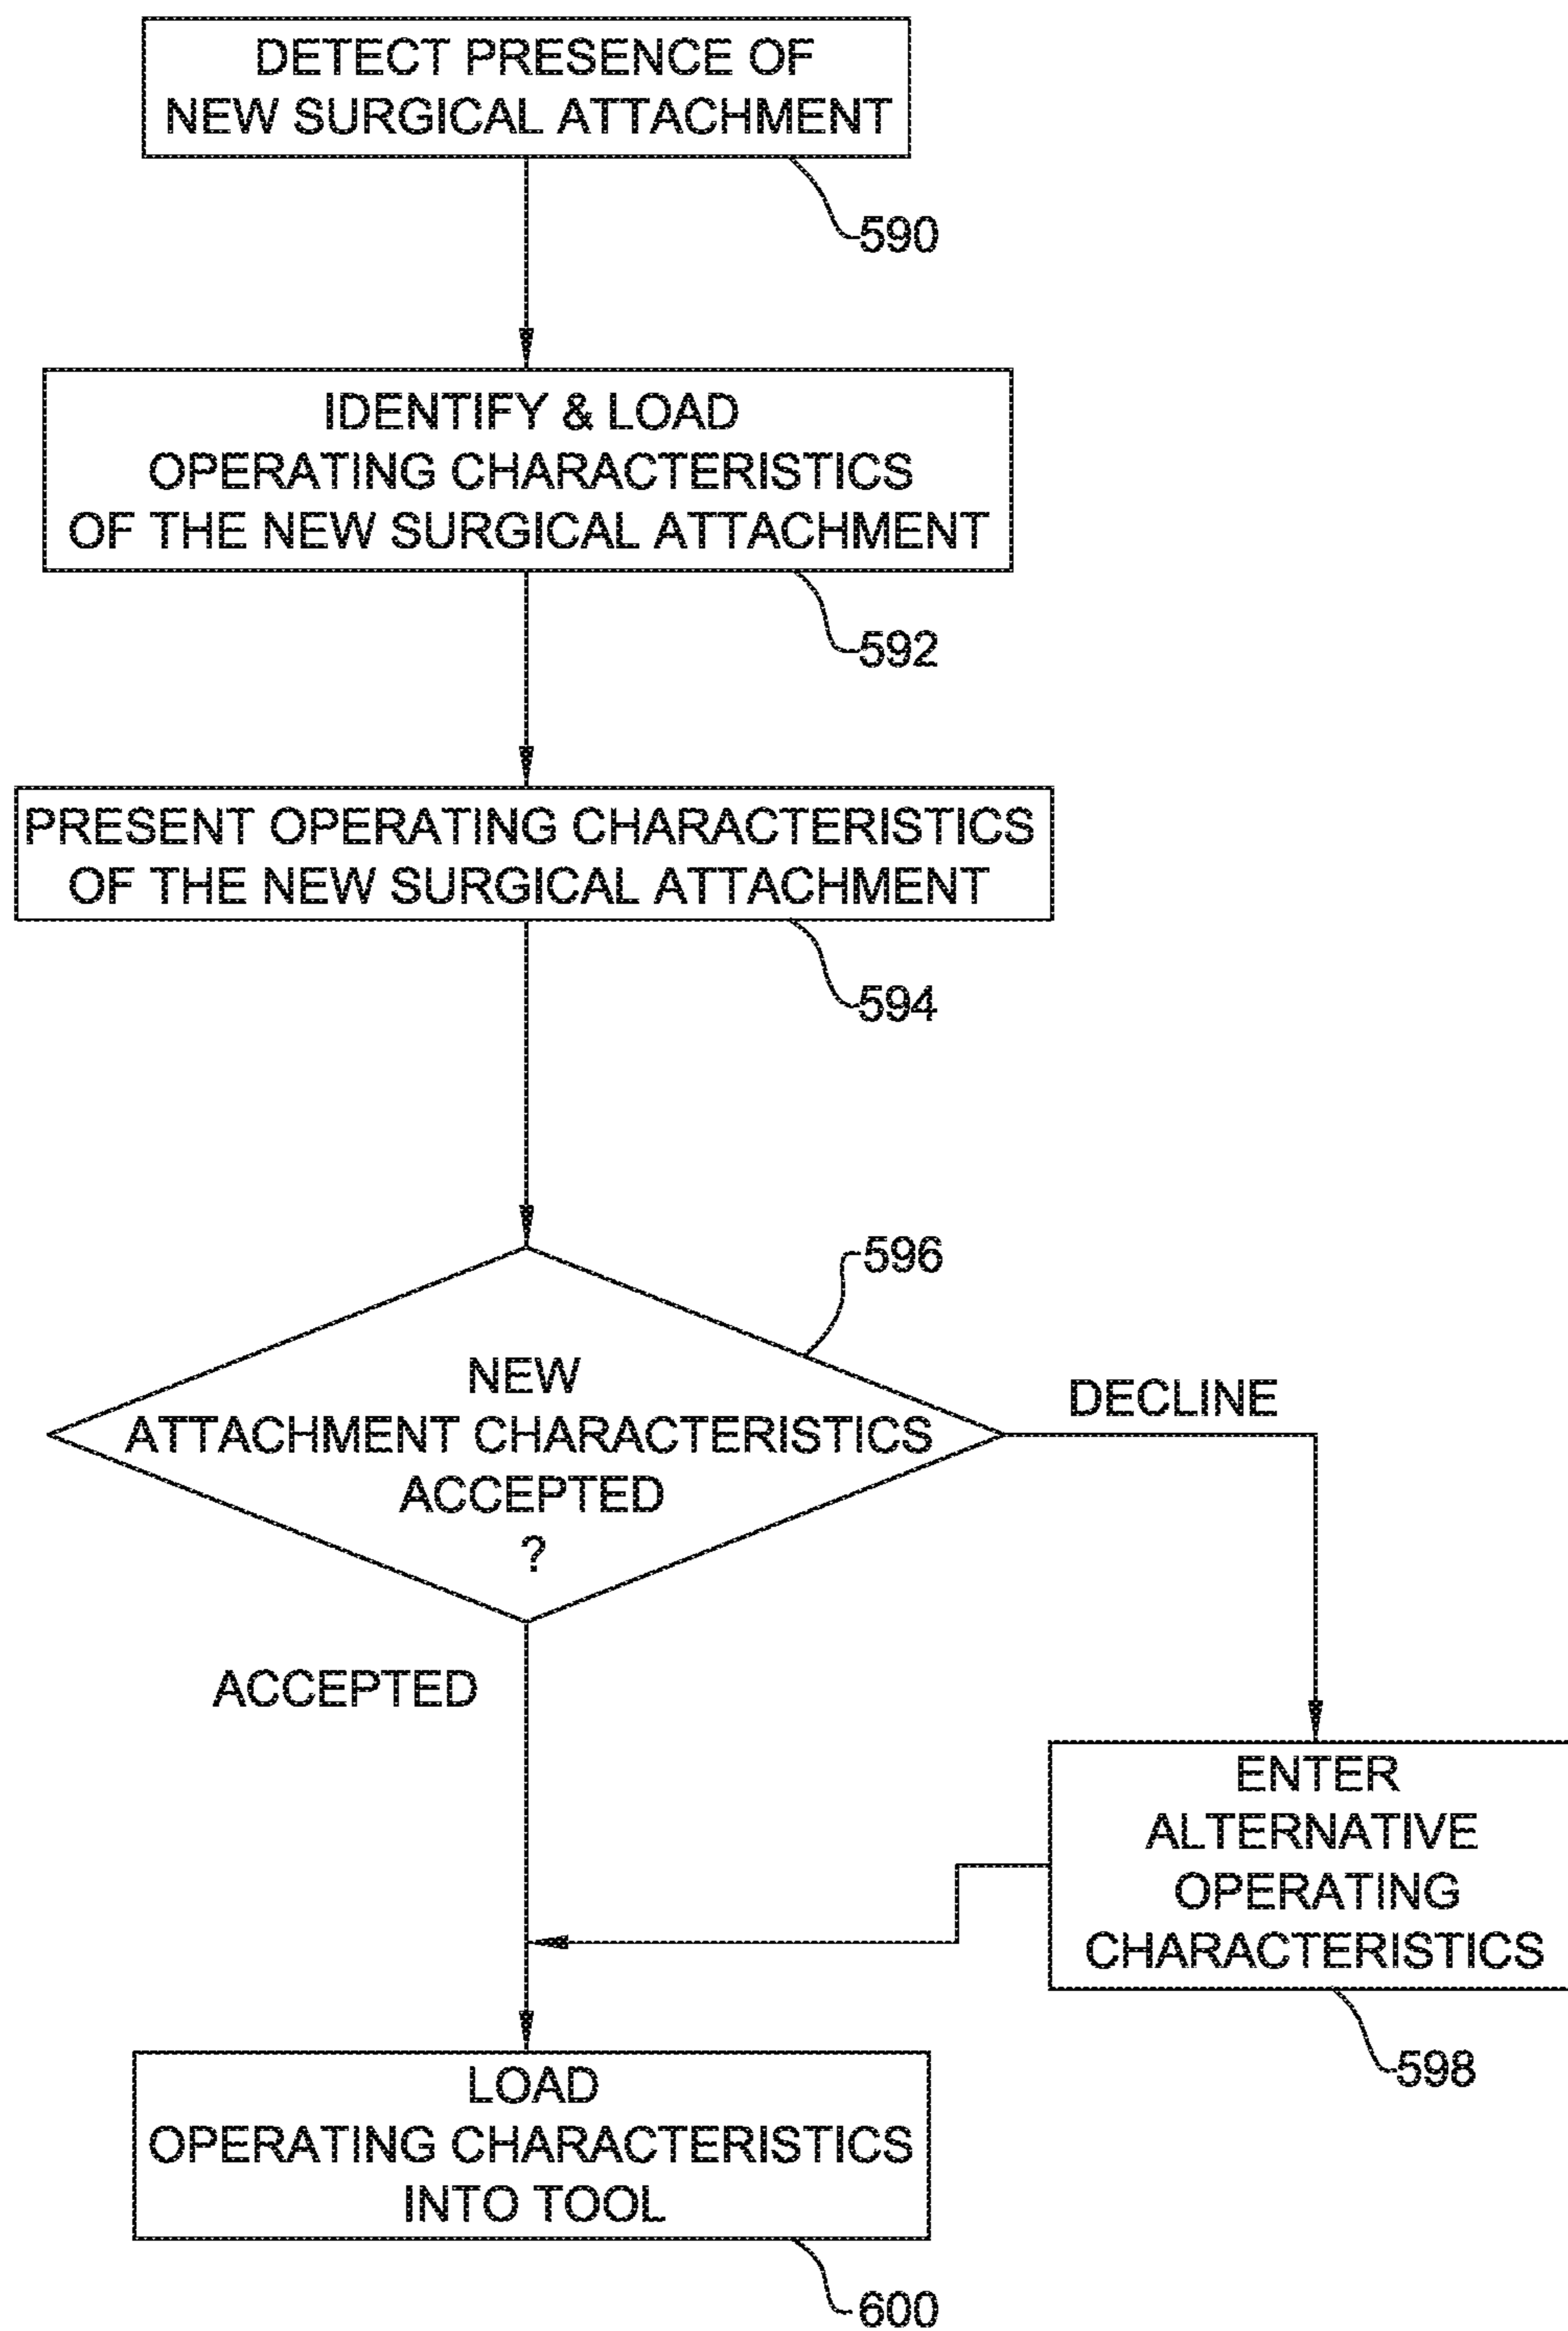 DETECT PRESENCE OF
NEW SURGICAL ATTACHMENT
590
IDENTIFY & LOAD
OPERATING CHARACTERISTICS
OF THE NEW SURGICAL ATTACHMENT
592
PRESENT OPERATING CHARACTERISTICS
OF THE NEW SURGICAL ATTACHMENT
594
596
NEW
ATTACHMENT CHARACTERISTICS
ACCEPTED
?
DECLINE
ACCEPTED
ENTER
ALTERNATIVE
OPERATING
CHARACTERISTICS
598
LOAD
OPERATING CHARACTERISTICS
INTO TOOL
600